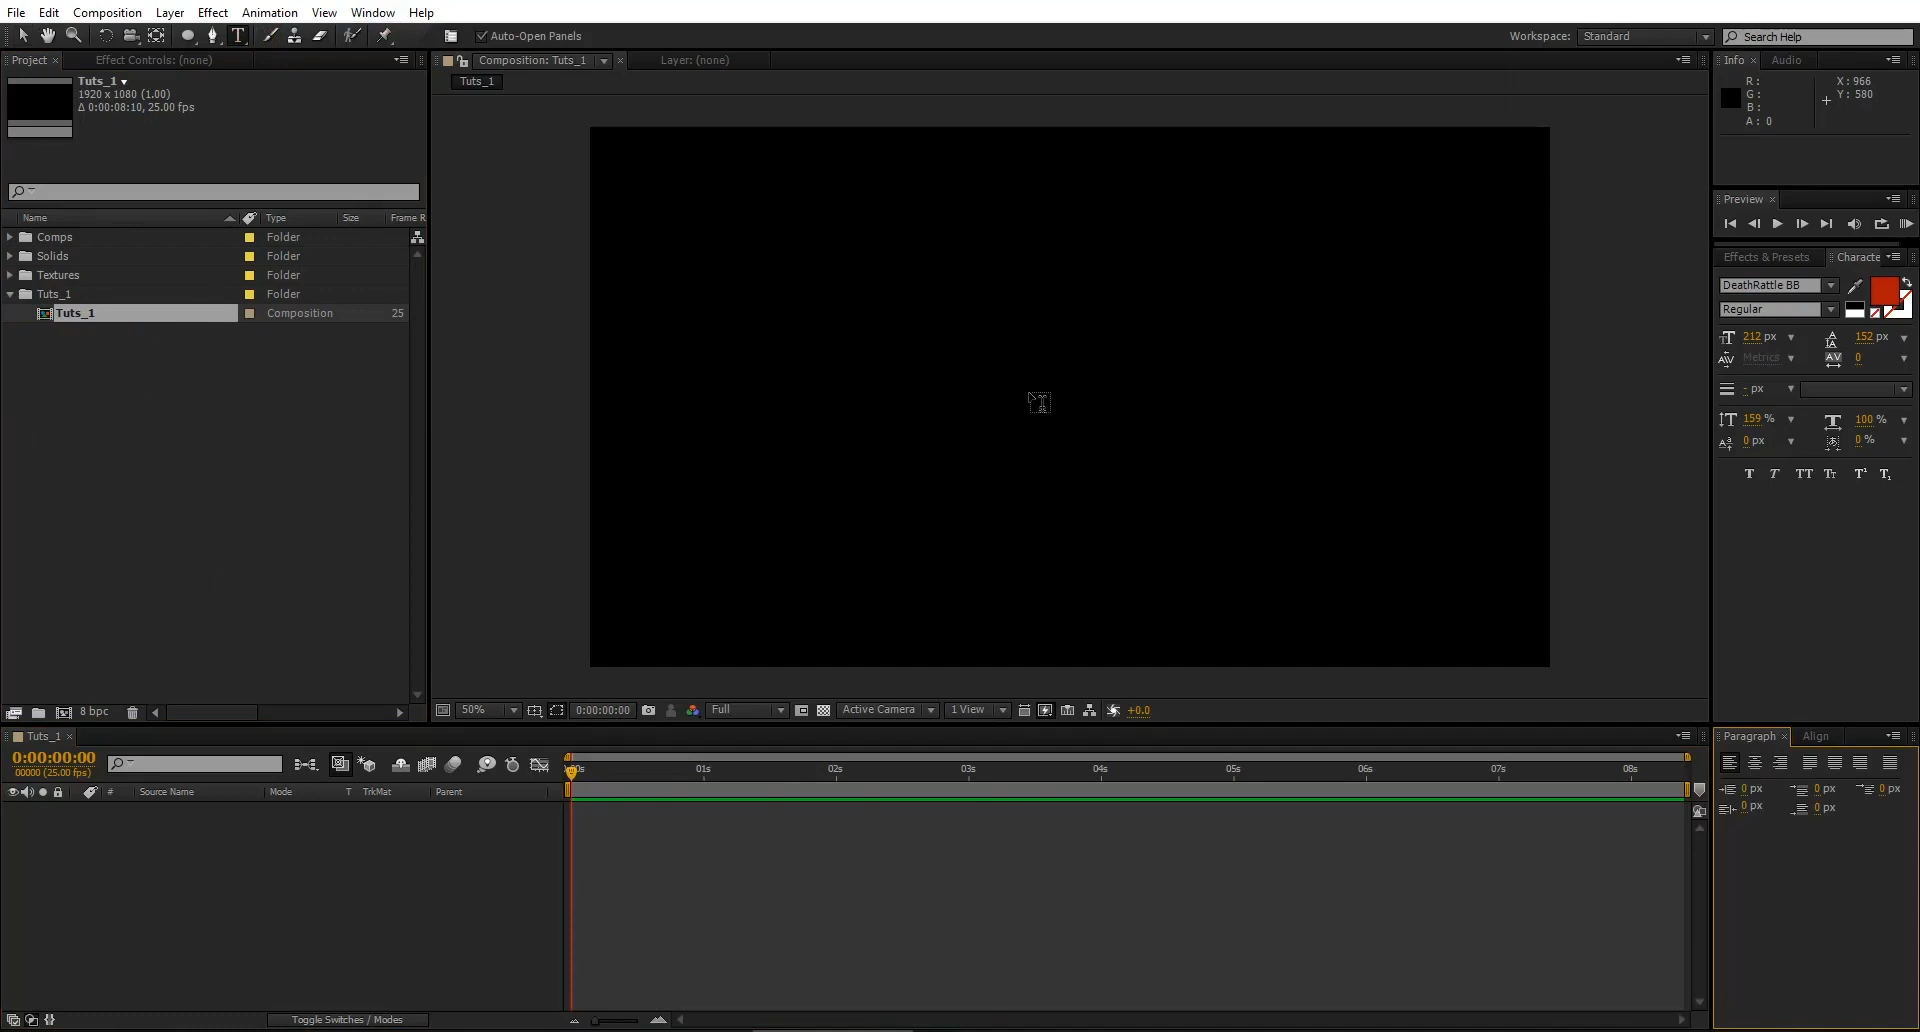 File Edit Composition Layer Effect Animation View Window Help
Auto-Open Panels
Workspace: Standard
Search Help
Project
Effect Controls: (none)
Tuts_1
1920 x 1080 (1.00)
Δ 0:00:08:10, 25.00 fps
Name Type Size Frame R
Comps Folder
Solids Folder
Textures Folder
Tuts_1 Folder
Tuts_1 Composition 25
8 bpc
Composition: Tuts_1
Layer: (none)
Tuts_1
50%
0:00:00:00
Full
Active Camera
1 View
+0.0
Info Audio
R:
G:
B:
A: 0
X: 966
Y: 580
Preview
Effects & Presets Characte
DeathRattle BB
Regular
212 px 152 px
Metrics 0
- px
159 % 100 %
0 px 0 %
T T TT Tr T¹ T₁
Tuts_1
0:00:00:00
00000 (25.00 fps)
# Source Name Mode T TrkMat Parent
00s 01s 02s 03s 04s 05s 06s 07s 08s
Toggle Switches / Modes
Paragraph Align
0 px 0 px 0 px
0 px 0 px